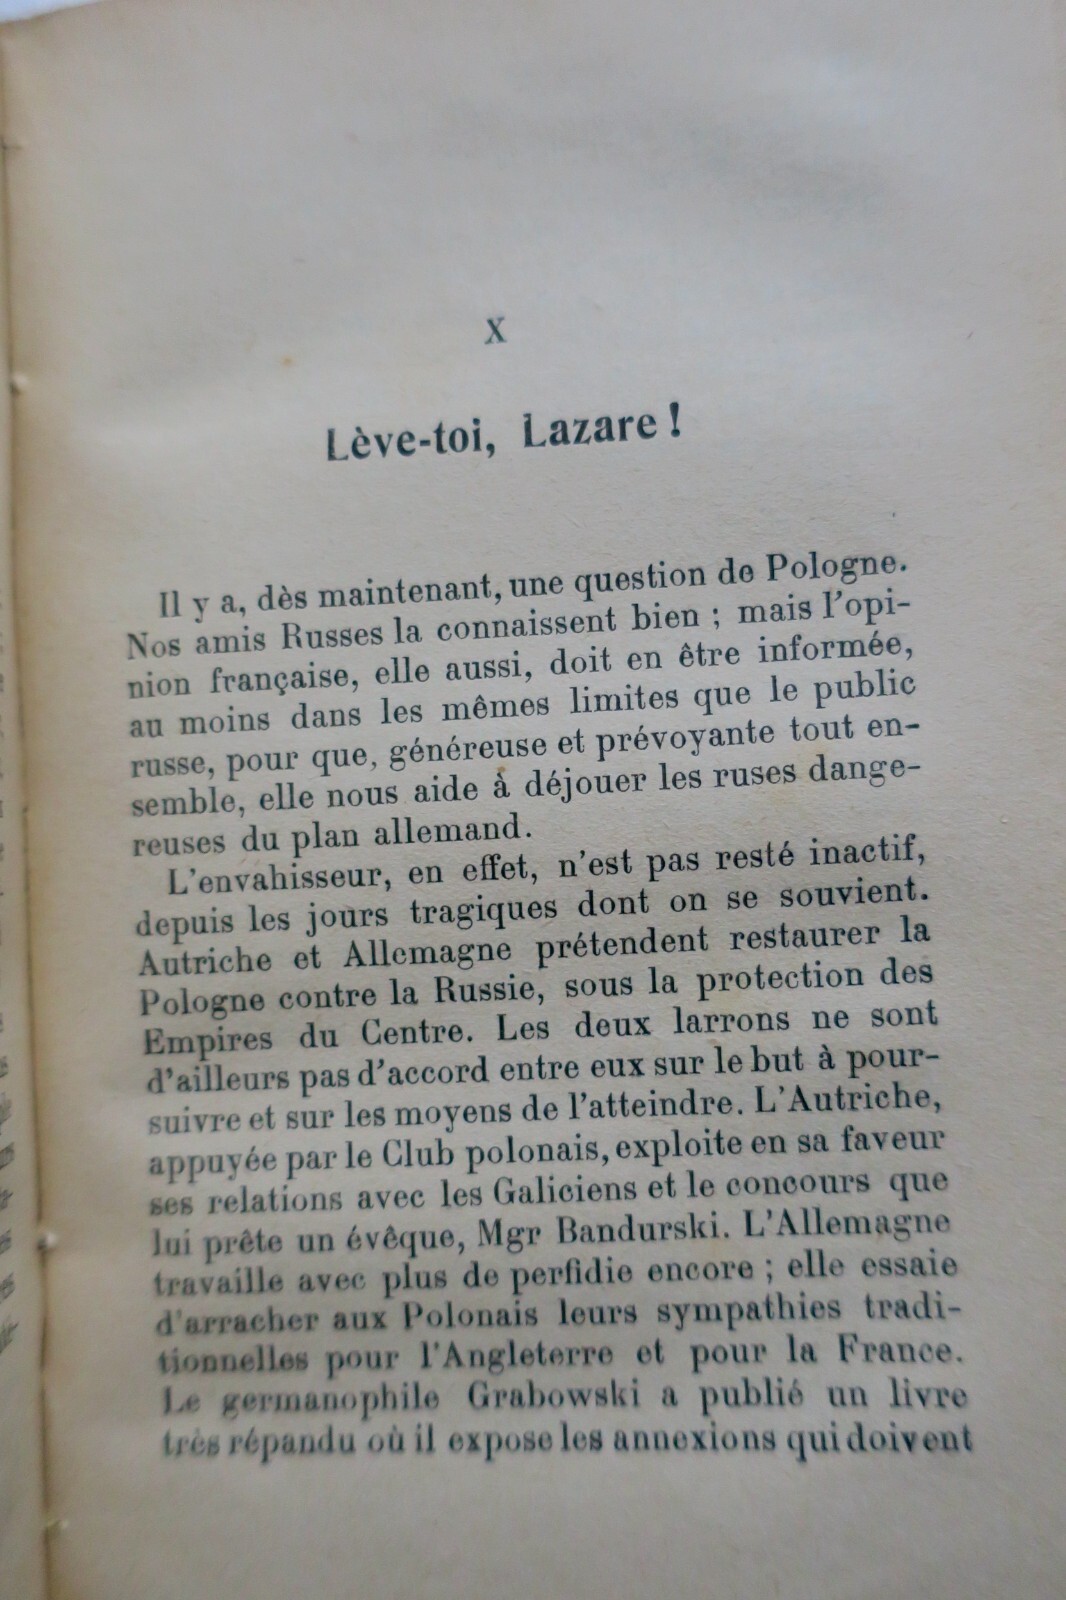 X
Lève-toi, Lazare !
Il y a, dès maintenant, une question de Pologne.
Nos amis Russes la connaissent bien ; mais l'opi-
nion française, elle aussi, doit en être informée,
au moins dans les mêmes limites que le public
russe, pour que, généreuse et prévoyante tout en-
semble, elle nous aide à déjouer les ruses dange-
reuses du plan allemand.
L'envahisseur, en effet, n'est pas resté inactif,
depuis les jours tragiques dont on se souvient.
Autriche et Allemagne prétendent restaurer la
Pologne contre la Russie, sous la protection des
Empires du Centre. Les deux larrons ne sont
d'ailleurs pas d'accord entre eux sur le but à pour-
suivre et sur les moyens de l'atteindre. L'Autriche,
appuyée par le Club polonais, exploite en sa faveur
ses relations avec les Galiciens et le concours que
lui prête un évêque, Mgr Bandurski. L'Allemagne
travaille avec plus de perfidie encore ; elle essaie
d'arracher aux Polonais leurs sympathies tradi-
tionnelles pour l'Angleterre et pour la France.
Le germanophile Grabowski a publié un livre
très répandu où il expose les annexions qui doivent